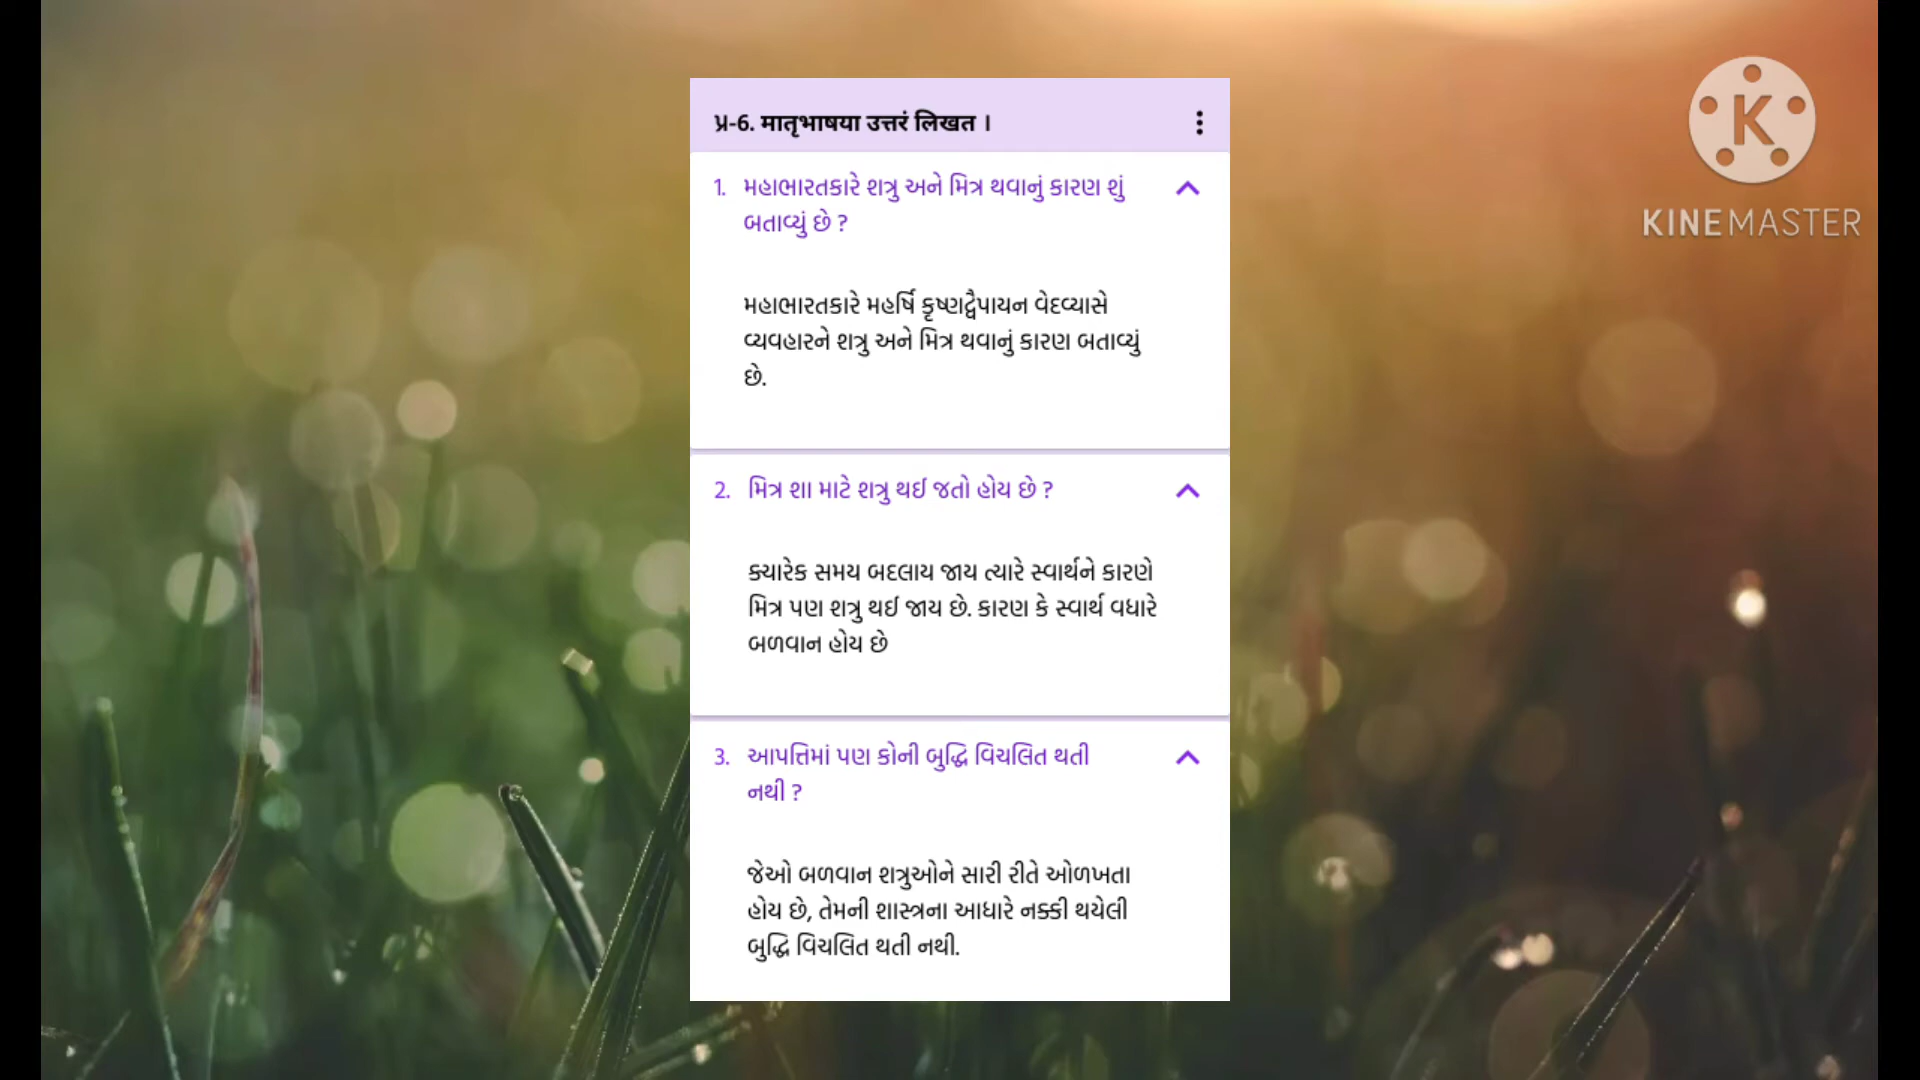 પ્ર-6. मातृभाषया उत्तरं लिखत ।
1. મહાભારતકારે શત્રુ અને મિત્ર થવાનું કારણ શું
બતાવ્યું છે ?
મહાભારતકારે મહર્ષિ કૃષ્ણદ્વૈપાયન વેદવ્યાસે
વ્યવહારને શત્રુ અને મિત્ર થવાનું કારણ બતાવ્યું
છે.
2. મિત્ર શા માટે શત્રુ થઈ જતો હોય છે ?
ક્યારેક સમય બદલાય જાય ત્યારે સ્વાર્થને કારણે
મિત્ર પણ શત્રુ થઈ જાય છે. કારણ કે સ્વાર્થ વધારે
બળવાન હોય છે
3. આપત્તિમાં પણ કોની બુદ્ધિ વિચલિત થતી
નથી ?
જેઓ બળવાન શત્રુઓને સારી રીતે ઓળખતા
હોય છે, તેમની શાસ્ત્રના આધારે નક્કી થયેલી
બુદ્ધિ વિચલિત થતી નથી.
K
KINEMASTER